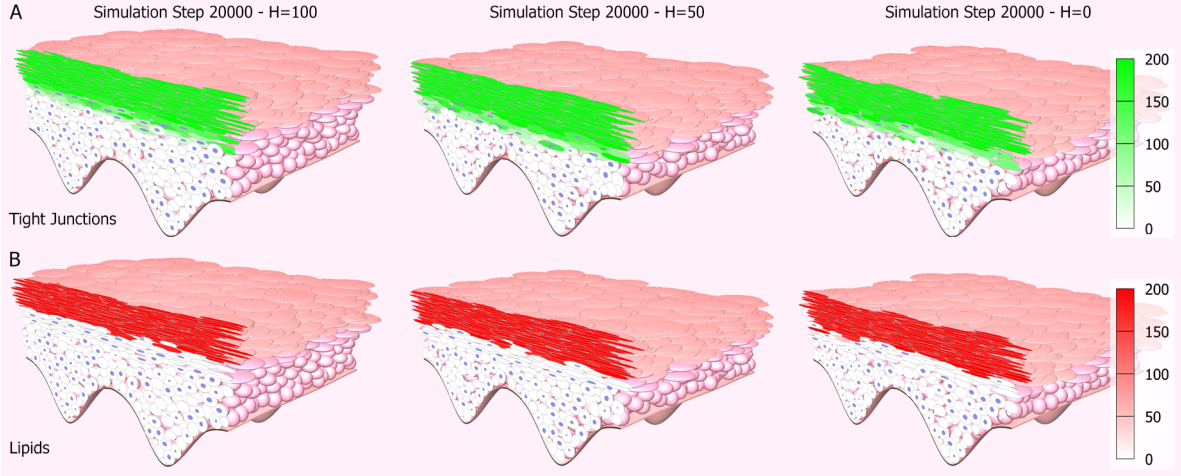 A
Simulation Step 20000 - H=100
Simulation Step 20000 - H=50
Simulation Step 20000 - H=0
200
150
100
50
0
Tight Junctions
B
200
150
100
50
0
Lipids